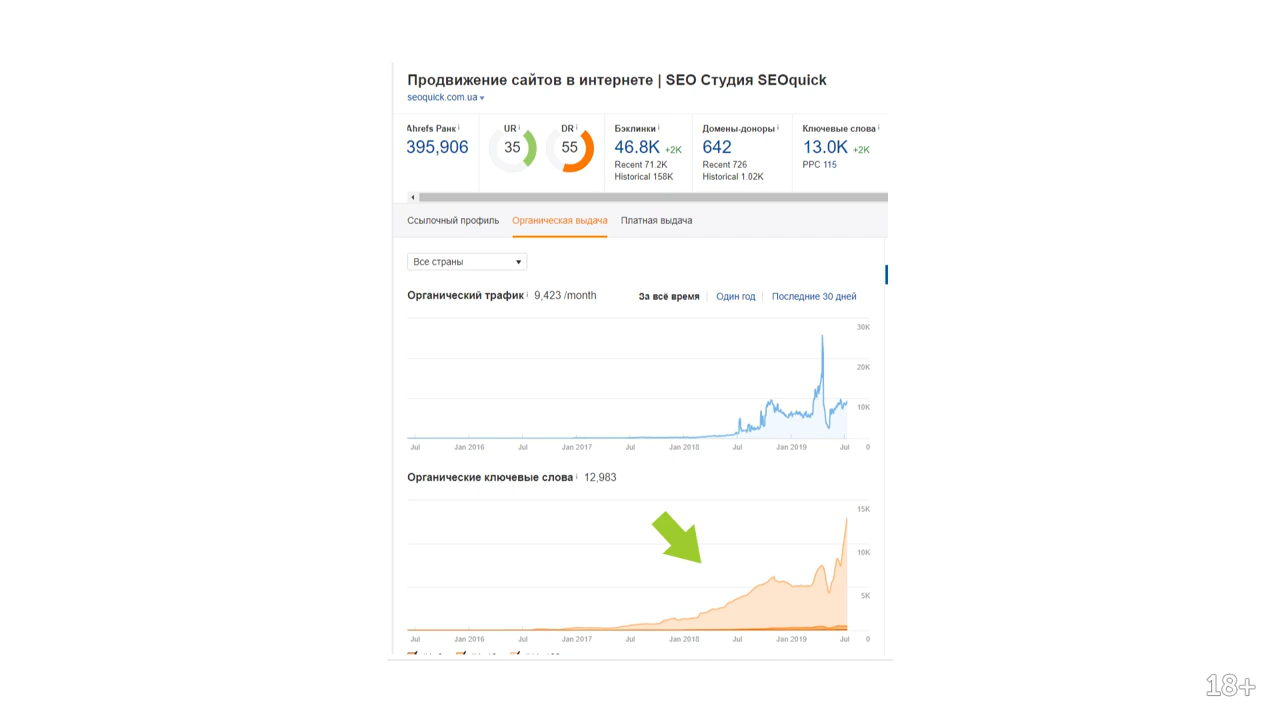 Продвижение сайтов в интернете | SEO Студия SEOquick
seoquick.com.ua
Ahrefs Ранк UR DR Бэклинки Домены-доноры Ключевые слова
395,906 35 55 46.8K +2K 642 13.0K +2K
Recent 71.2K Recent 726 PPC 115
Historical 158K Historical 1.02K
Ссылочный профиль Органическая выдача Платная выдача
Все страны
Органический трафик 9,423 /month За всё время Один год Последние 30 дней
30K
20K
10K
Jul Jan 2016 Jul Jan 2017 Jul Jan 2018 Jul Jan 2019 Jul 0
Органические ключевые слова 12,983
15K
10K
5K
Jul Jan 2016 Jul Jan 2017 Jul Jan 2018 Jul Jan 2019 Jul 0
18+